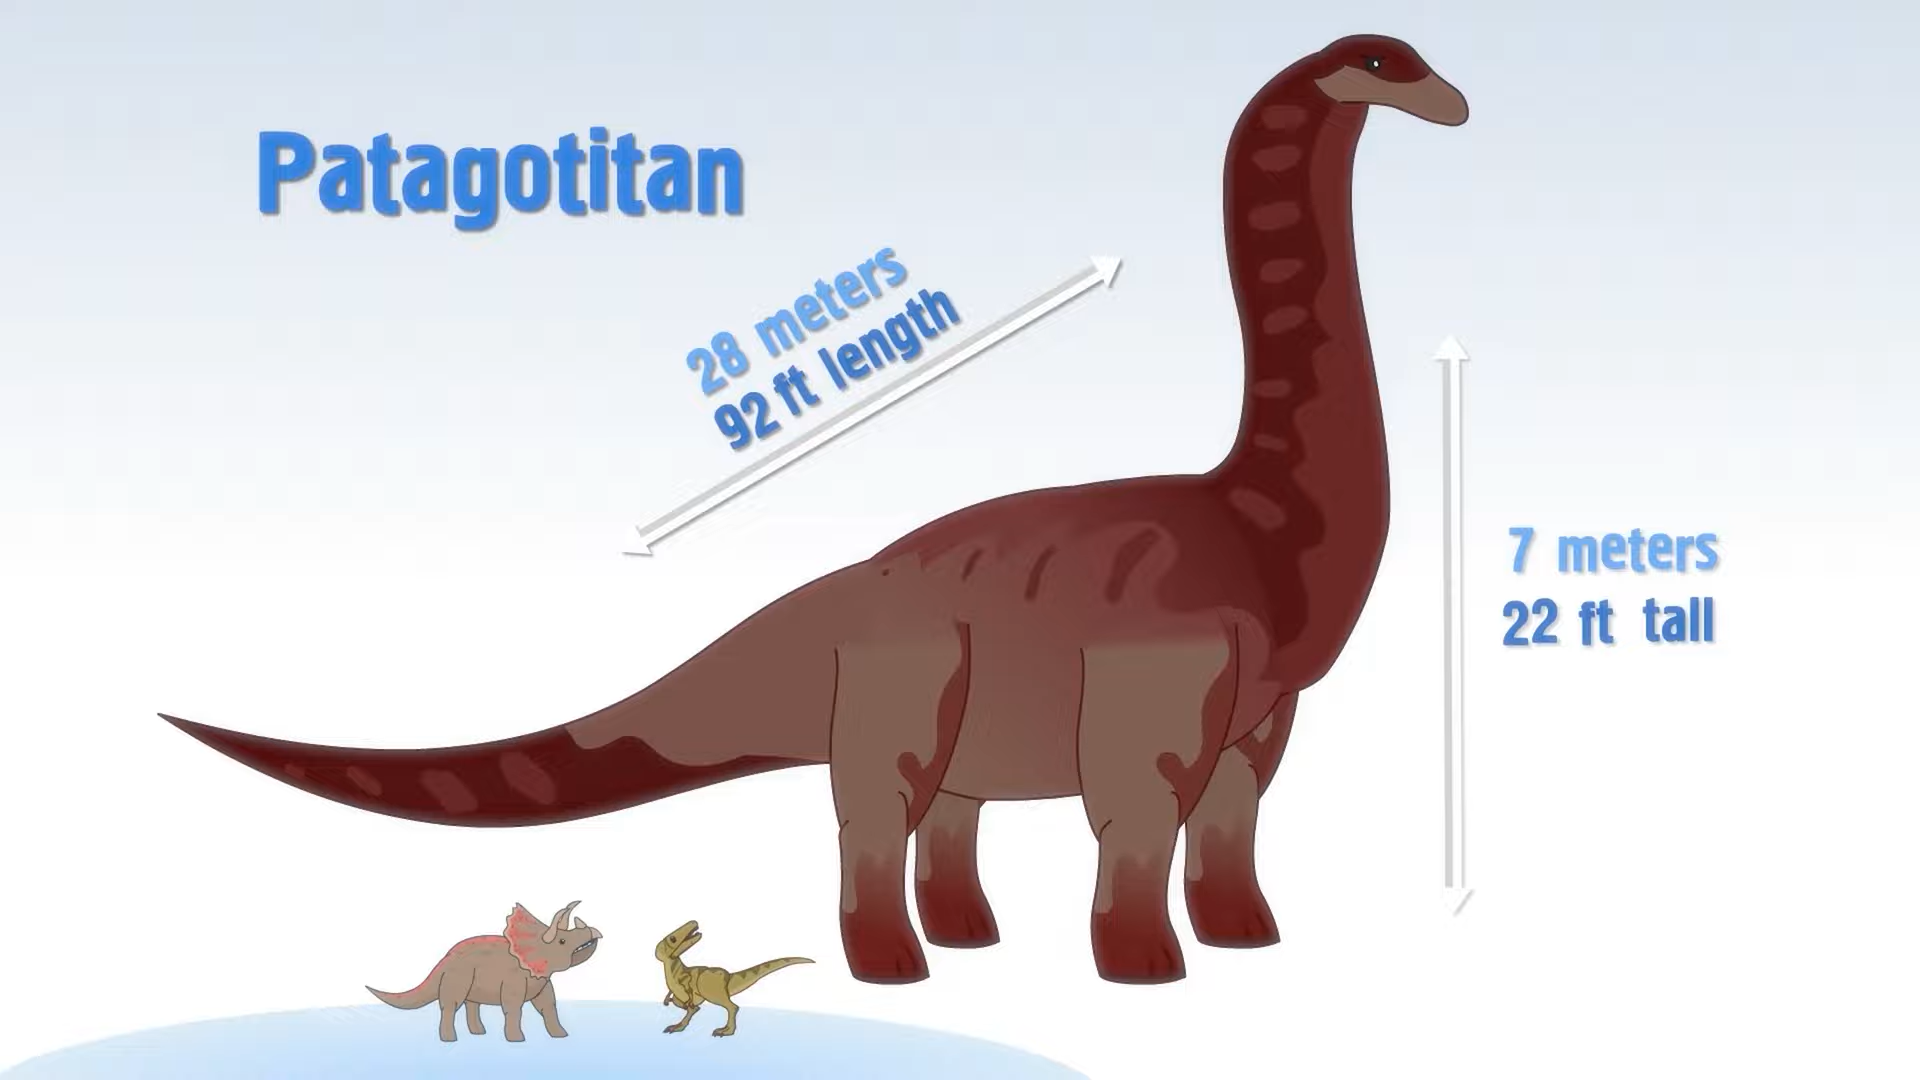 Patagotitan
28 meters
92 ft length
7 meters
22 ft tall